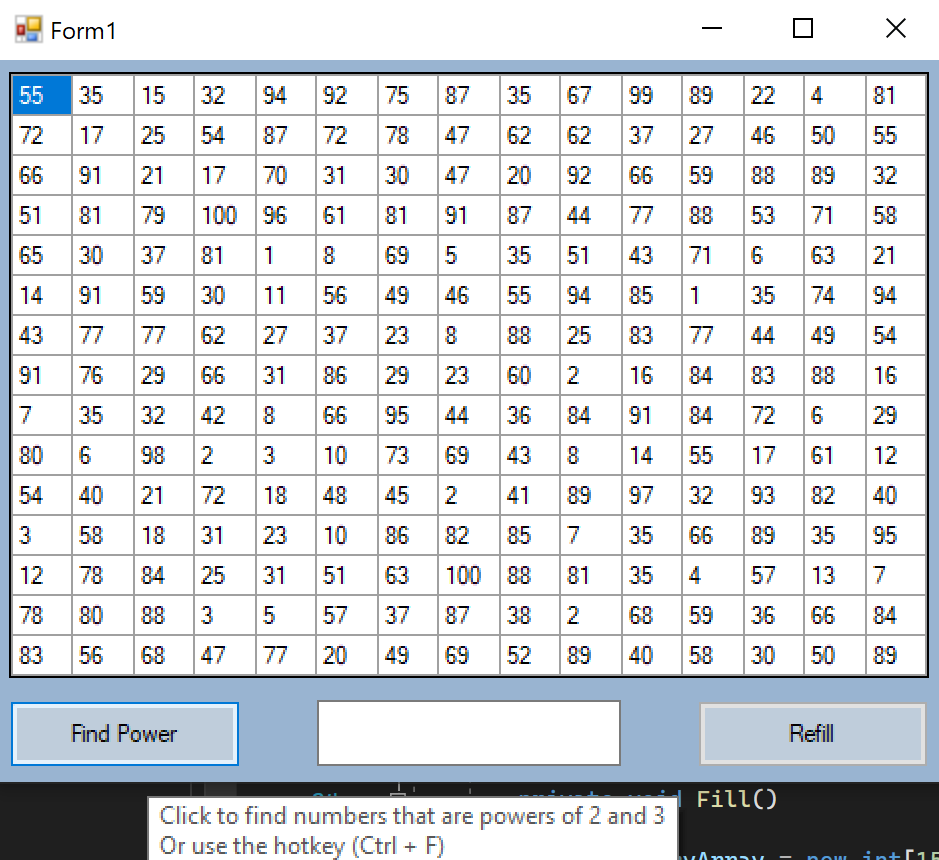 Form1
55 35 15 32 94 92 75 87 35 67 99 89 22 4 81
72 17 25 54 87 72 78 47 62 62 37 27 46 50 55
66 91 21 17 70 31 30 47 20 92 66 59 88 89 32
51 81 79 100 96 61 81 91 87 44 77 88 53 71 58
65 30 37 81 1 8 69 5 35 51 43 71 6 63 21
14 91 59 30 11 56 49 46 55 94 85 1 35 74 94
43 77 77 62 27 37 23 8 88 25 83 77 44 49 54
91 76 29 66 31 86 29 23 60 2 16 84 83 88 16
7 35 32 42 8 66 95 44 36 84 91 84 72 6 29
80 6 98 2 3 10 73 69 43 8 14 55 17 61 12
54 40 21 72 18 48 45 2 41 89 97 32 93 82 40
3 58 18 31 23 10 86 82 85 7 35 66 89 35 95
12 78 84 25 31 51 63 100 88 81 35 4 57 13 7
78 80 88 3 5 57 37 87 38 2 68 59 36 66 84
83 56 68 47 77 20 49 69 52 89 40 58 30 50 89
Find Power Refill
private void Fill()
Click to find numbers that are powers of 2 and 3
Or use the hotkey (Ctrl + F)